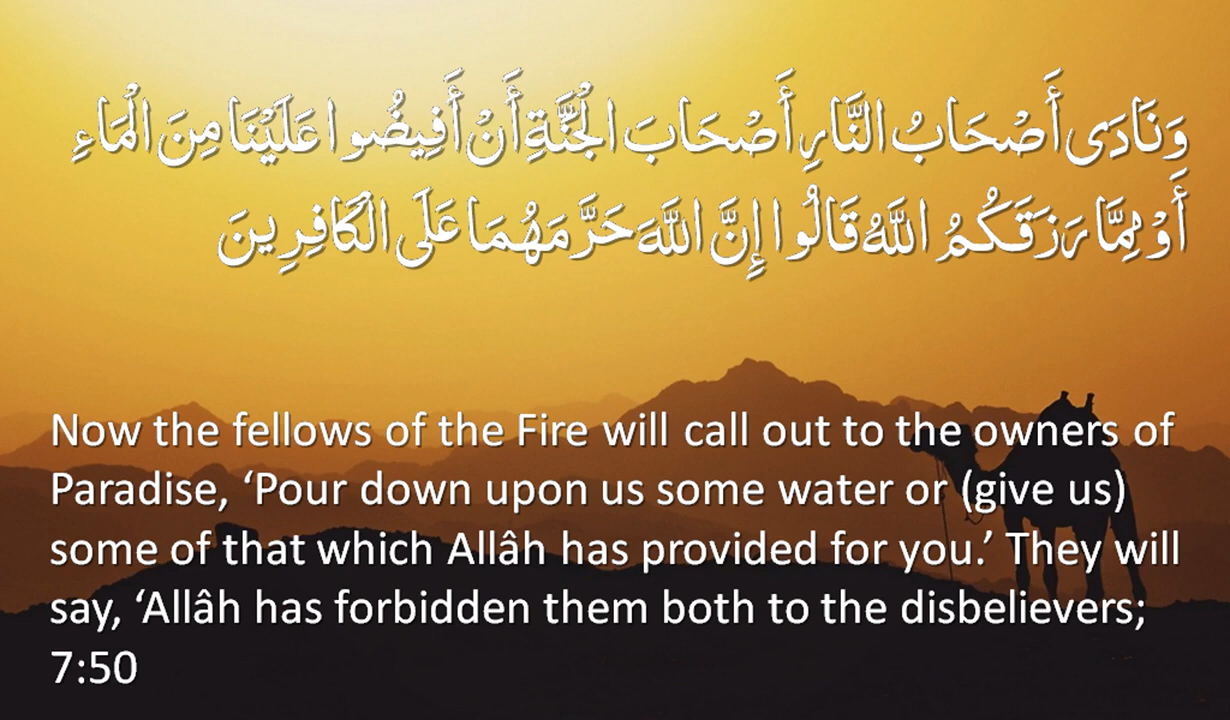 وَنَادَى أَصْحَابُ النَّارِ أَصْحَابَ الْجَنَّةِ أَنْ أَفِيضُوا عَلَيْنَا مِنَ الْمَاءِ
أَوْ مِمَّا رَزَقَكُمُ اللَّهُ قَالُوا إِنَّ اللَّهَ حَرَّمَهُمَا عَلَى الْكَافِرِينَ
Now the fellows of the Fire will call out to the owners of
Paradise, ‘Pour down upon us some water or (give us)
some of that which Allâh has provided for you.’ They will
say, ‘Allâh has forbidden them both to the disbelievers;
7:50